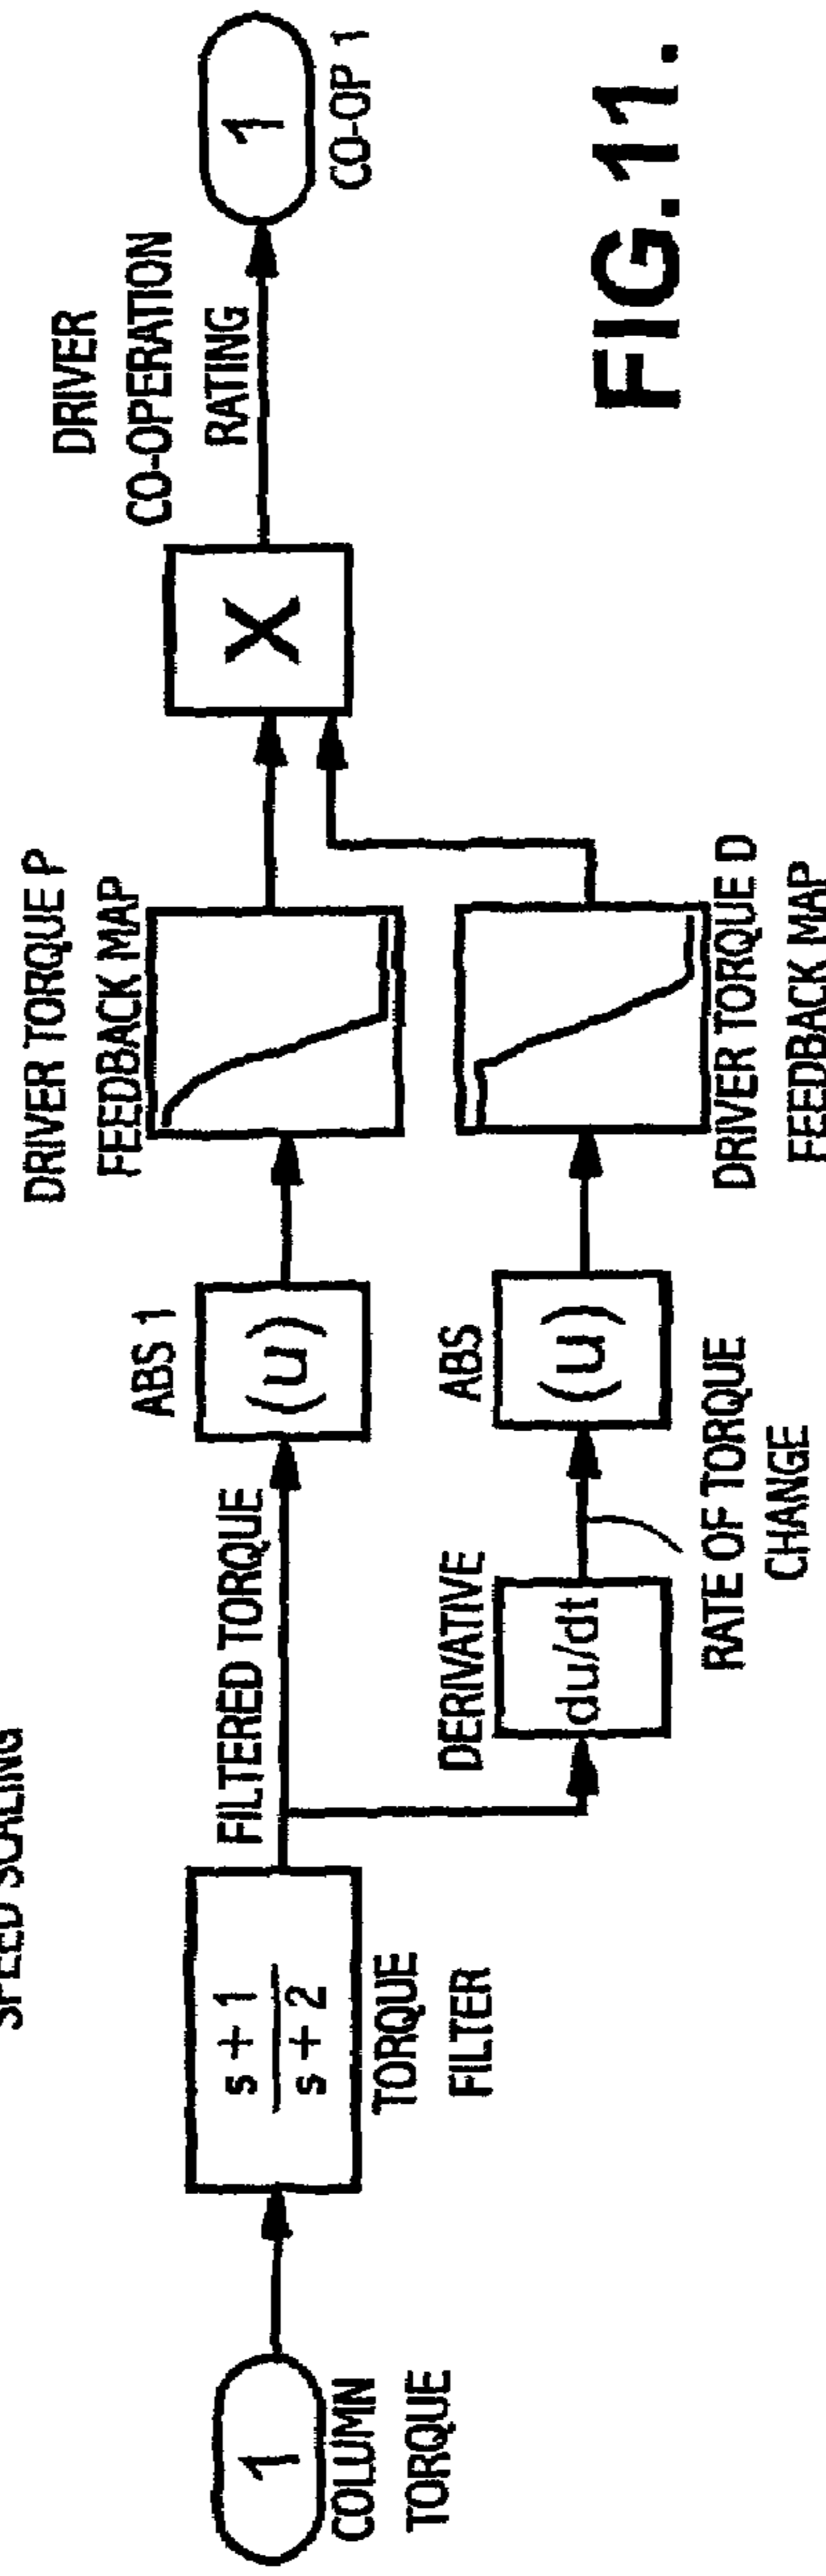 SPEED SCALING
1
COLUMN
TORQUE
s + 1
s + 2
TORQUE
FILTER
FILTERED TORQUE
DERIVATIVE
du/dt
RATE OF TORQUE
CHANGE
ABS 1
(u)
ABS
(u)
DRIVER TORQUE P
FEEDBACK MAP
DRIVER TORQUE D
FEEDBACK MAP
X
DRIVER
CO-OPERATION
RATING
1
CO-OP 1
FIG.11.